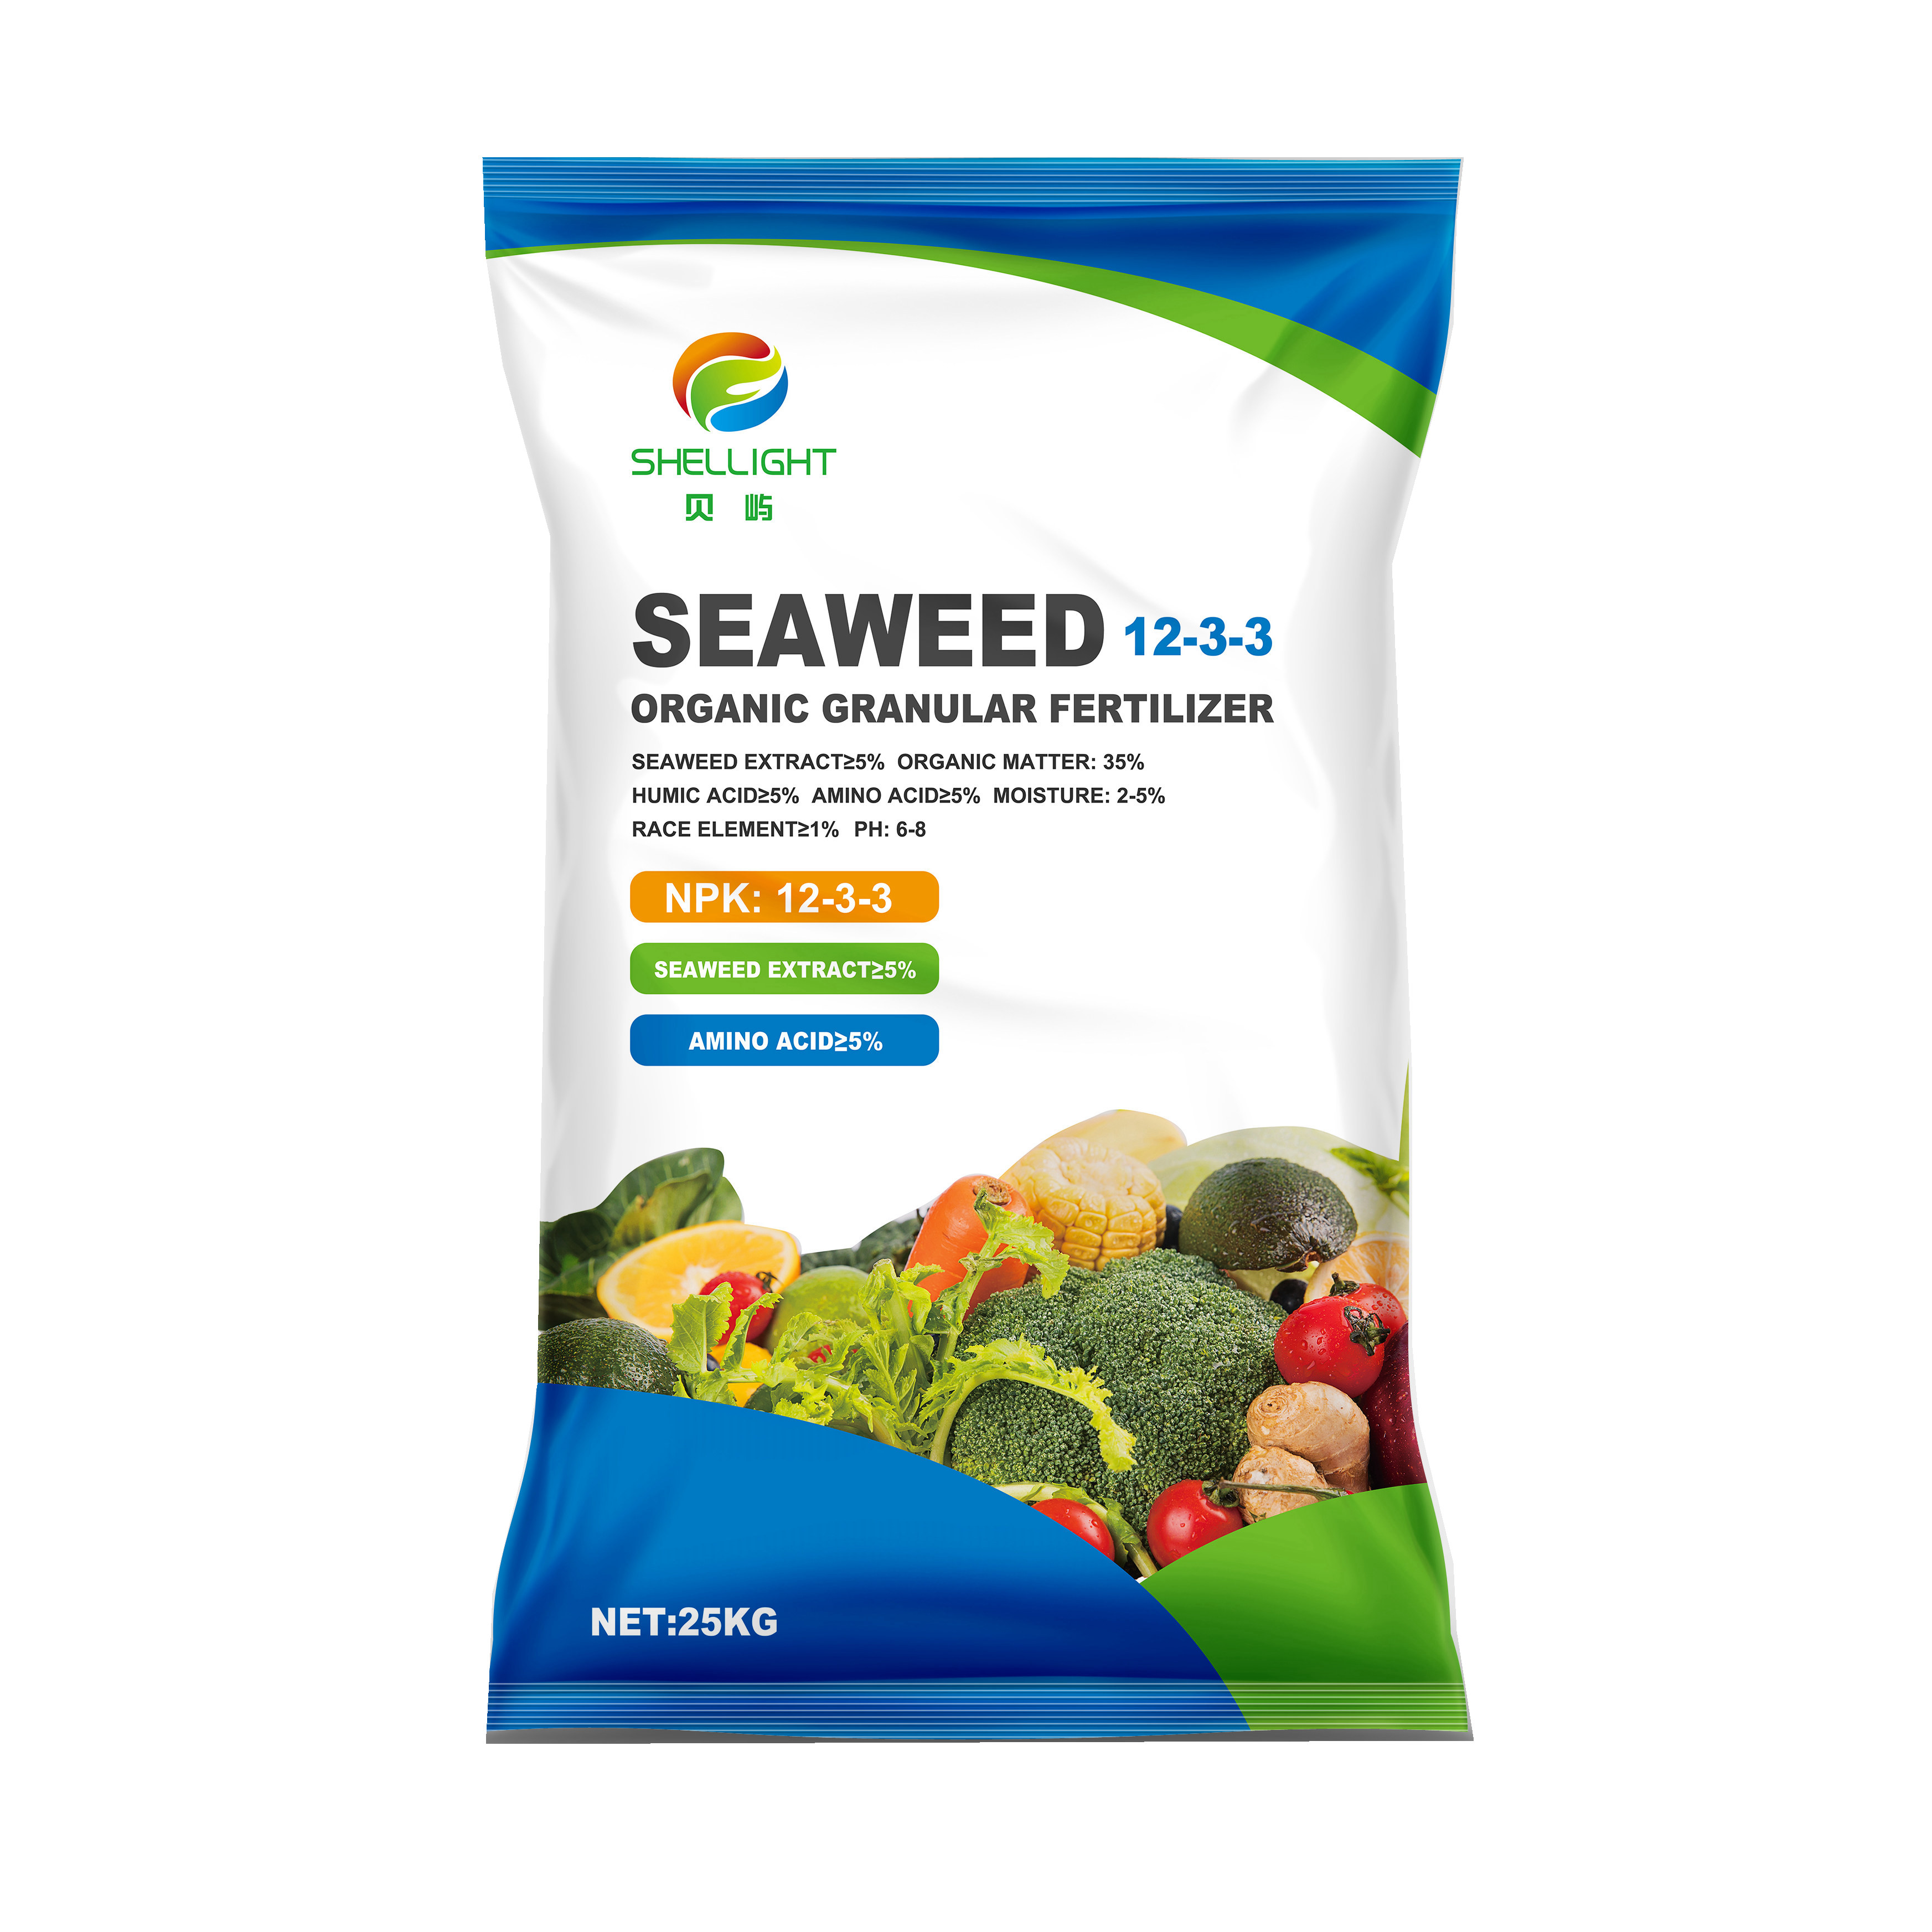 SHELLIGHT
贝 屿
SEAWEED 12-3-3
ORGANIC GRANULAR FERTILIZER
SEAWEED EXTRACT≥5% ORGANIC MATTER: 35%
HUMIC ACID≥5% AMINO ACID≥5% MOISTURE: 2-5%
RACE ELEMENT≥1% PH: 6-8
NPK: 12-3-3
SEAWEED EXTRACT≥5%
AMINO ACID≥5%
NET:25KG